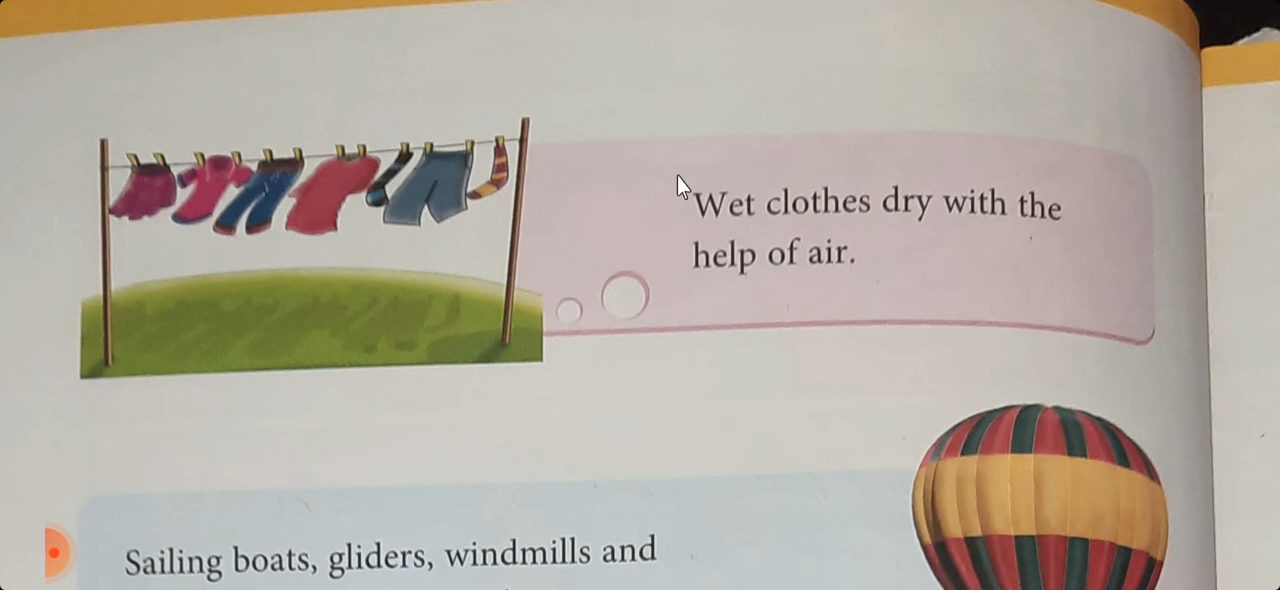 Wet clothes dry with the
help of air.
Sailing boats, gliders, windmills and